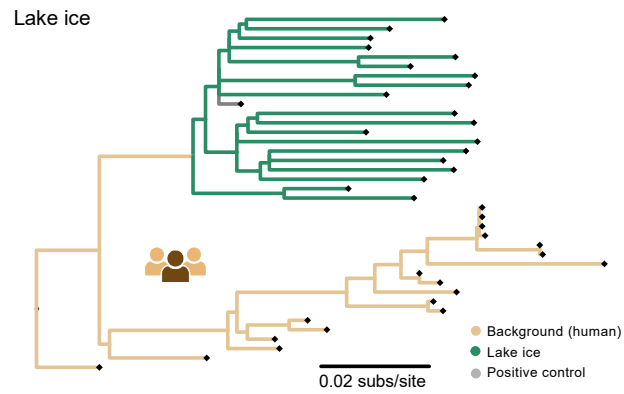 Lake ice
Background (human)
Lake ice
Positive control
0.02 subs/site